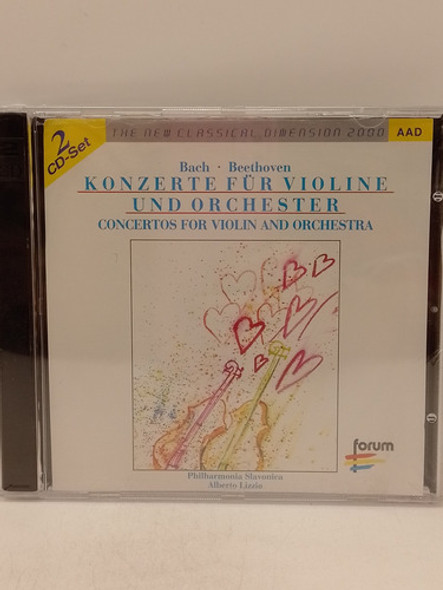 2
CD-Set
THE NEW CLASSICAL DIMENSION 2000
AAD
Bach · Beethoven
KONZERTE FÜR VIOLINE
UND ORCHESTER
CONCERTOS FOR VIOLIN AND ORCHESTRA
Philharmonia Slavonica
Alberto Lizzio
forum